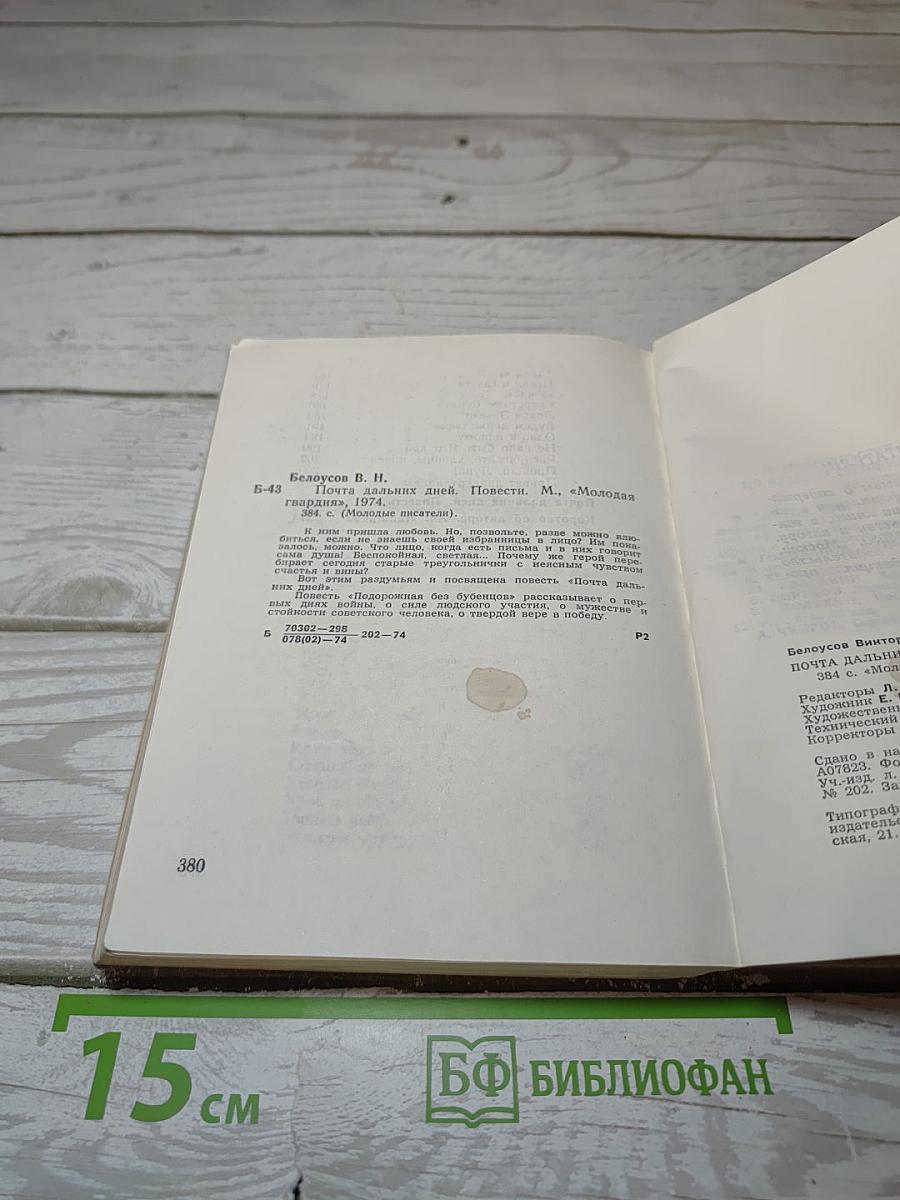 Белоусов В. Н.
Б-43 Почта дальних дней. Повести. М., «Молодая
гвардия», 1974.
384. с. (Молодые писатели).
К ним пришла любовь. Но, позвольте, разве можно влю-
биться, если не знаешь своей избранницы в лицо? Им пока-
залось, можно. Что лицо, когда есть письма и в них говорит
сама душа! Беспокойная, светлая... Почему же герой пере-
бирает сегодня старые треугольнички с неясным чувством
счастья и вины?
Вот этим раздумьям и посвящена повесть «Почта даль-
них дней».
Повесть «Подорожная без бубенцов» рассказывает о пер-
вых днях войны, о силе людского участия, о мужестве и
стойкости советского человека, о твердой вере в победу.
Б 70302—298
078(02)—74 202—74 Р2
380
Белоусов Виктор
ПОЧТА ДАЛЬНИ
384 с. «Мол
Редакторы Л.
Художник Е.
Художествен
Технический
Корректоры
Сдано в на
А07823. Фо
Уч.-изд. л.
№ 202. За
Типограф
издательс
ская, 21.
15 см
БФ БИБЛИОФАН